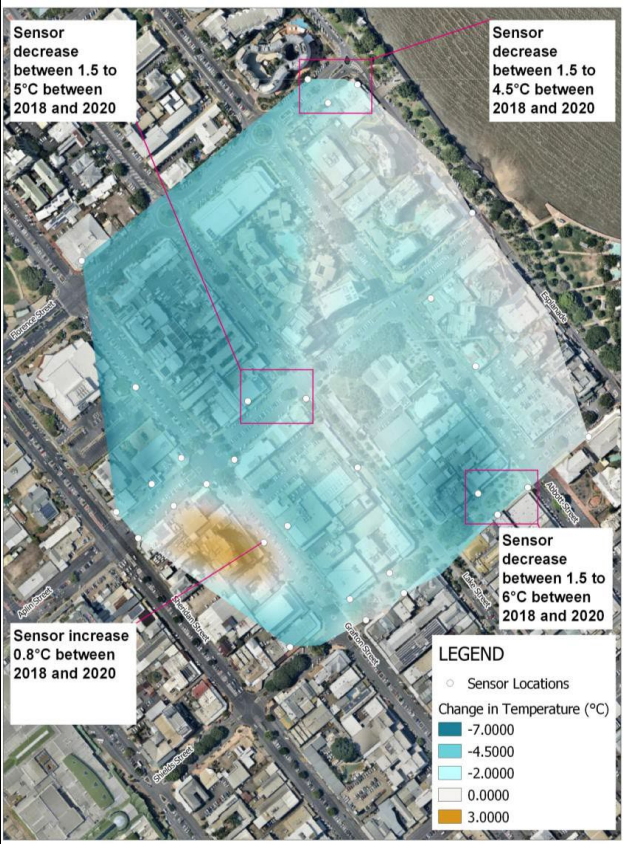 Sensor
decrease
between 1.5 to
5°C between
2018 and 2020
Sensor
decrease
between 1.5 to
4.5°C between
2018 and 2020
Florence Street
Esplanade
Abbott Street
Lake Street
Sensor
decrease
between 1.5 to
6°C between
2018 and 2020
Aplin Street
Sheridan Street
Grafton Street
Shields Street
Sensor increase
0.8°C between
2018 and 2020
LEGEND
Sensor Locations
Change in Temperature (°C)
-7.0000
-4.5000
-2.0000
0.0000
3.0000